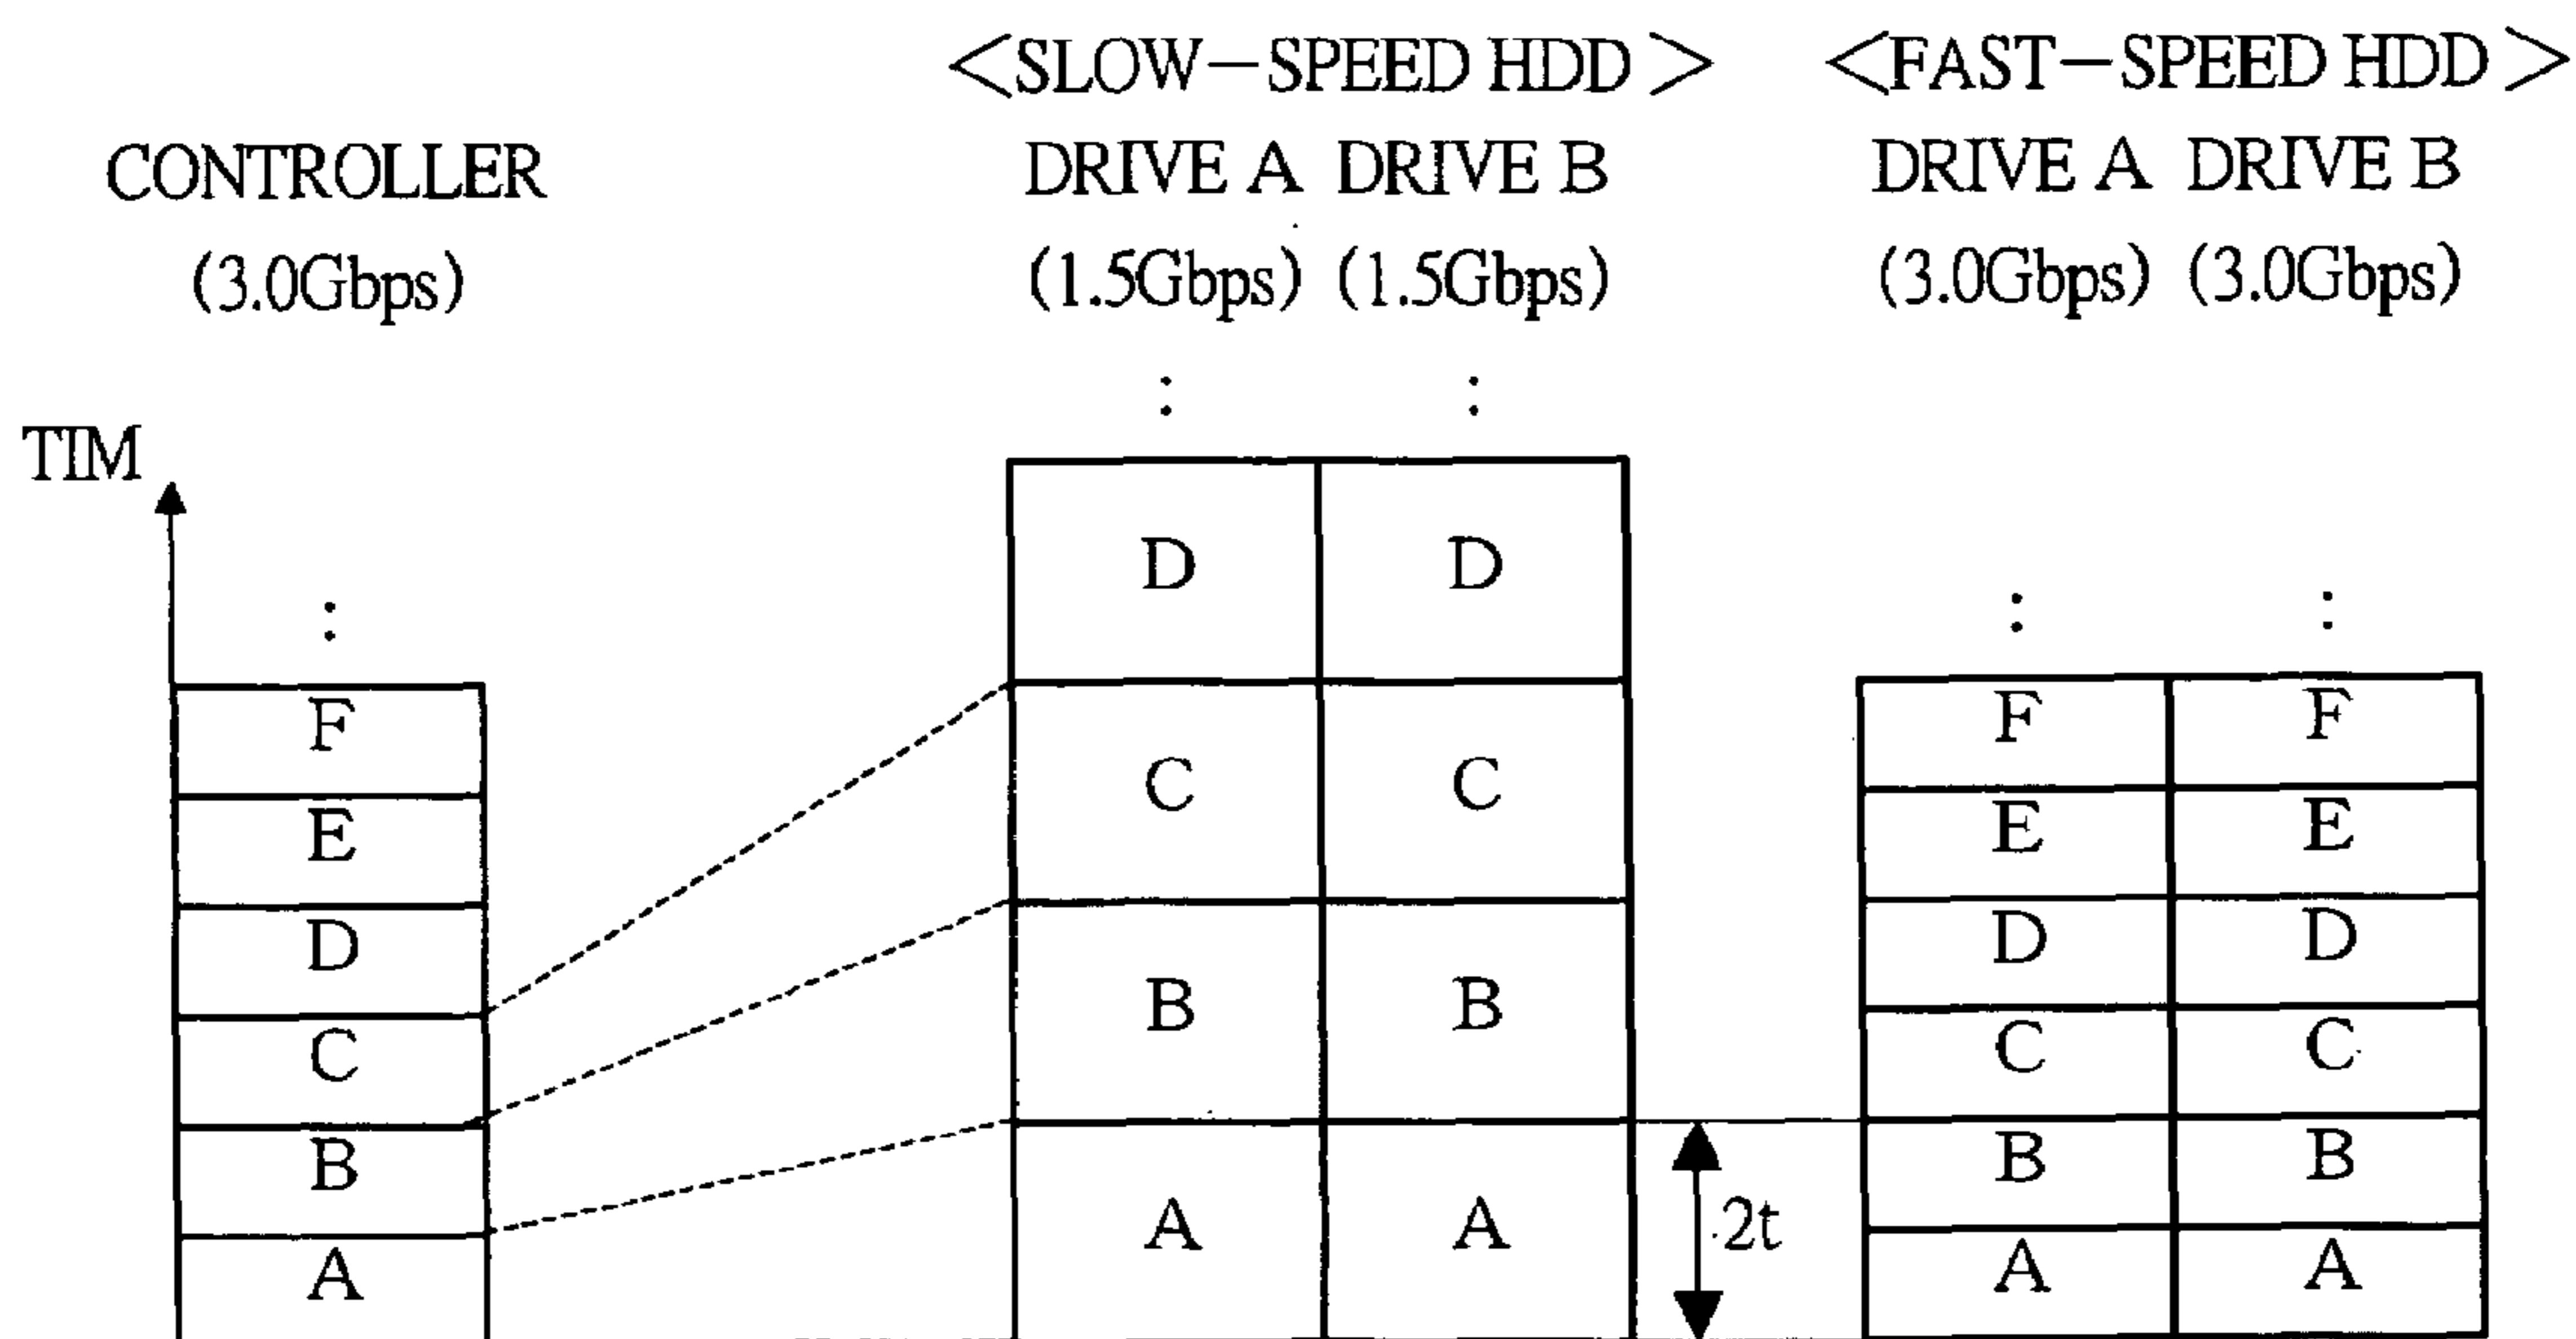 <SLOW-SPEED HDD> <FAST-SPEED HDD>
CONTROLLER DRIVE A DRIVE B DRIVE A DRIVE B
(3.0Gbps) (1.5Gbps) (1.5Gbps) (3.0Gbps) (3.0Gbps)
: :
TIM
D D
: : :
F F F
C C
E E E
D D D
B B
C C C
B B B
A A 2t
A A A